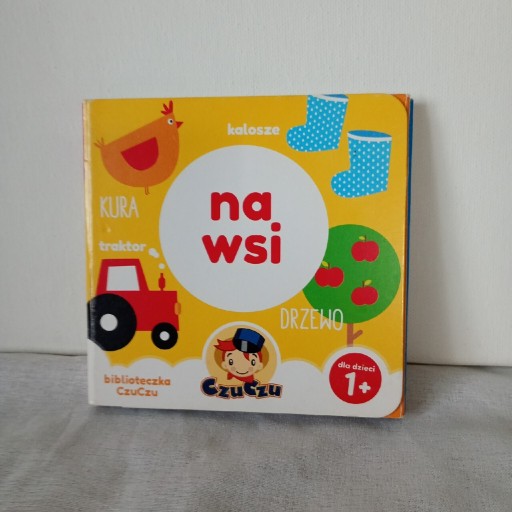 kalosze
KURA
na
wsi
traktor
DRZEWO
biblioteczka
CzuCzu
CzuCzu
dla dzieci
1+